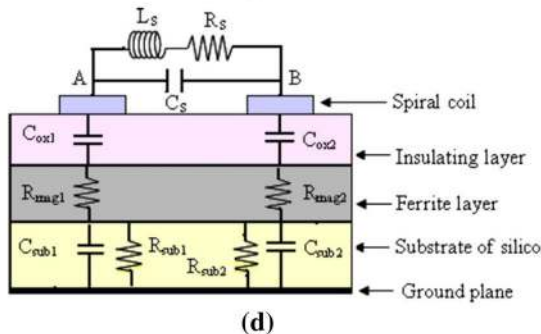 Ls Rs
A B
Cs
Spiral coil
Cox1 Cox2
Insulating layer
Rmag1 Rmag2
Ferrite layer
Csub1 Rsub1 Rsub2 Csub2
Substrate of silico
Ground plane
(d)